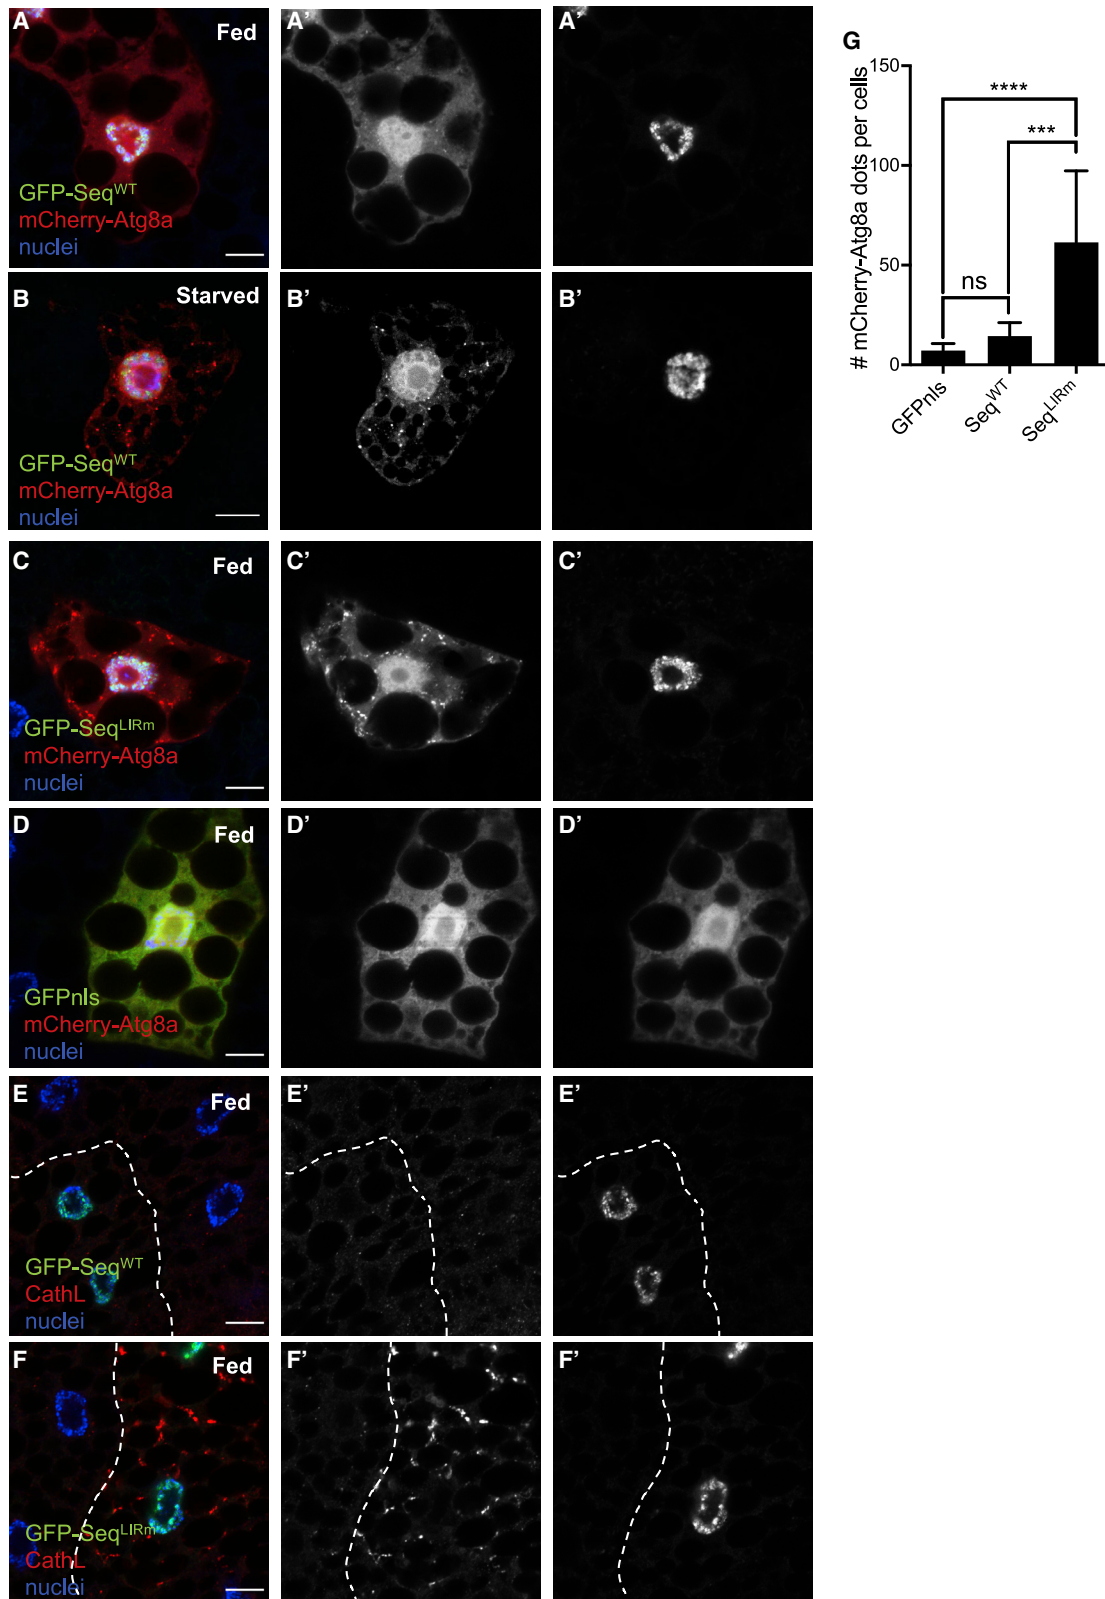 A
Fed
GFP-Seq^WT
mCherry-Atg8a
nuclei
A'
A'
B
Starved
GFP-Seq^WT
mCherry-Atg8a
nuclei
B'
B'
C
Fed
GFP-Seq^LIRm
mCherry-Atg8a
nuclei
C'
C'
D
Fed
GFPnls
mCherry-Atg8a
nuclei
D'
D'
E
Fed
GFP-Seq^WT
CathL
nuclei
E'
E'
F
Fed
GFP-Seq^LIRm
CathL
nuclei
F'
F'
G
# mCherry-Atg8a dots per cells
150
100
50
0
****
***
ns
GFPnls
Seq^WT
Seq^LIRm